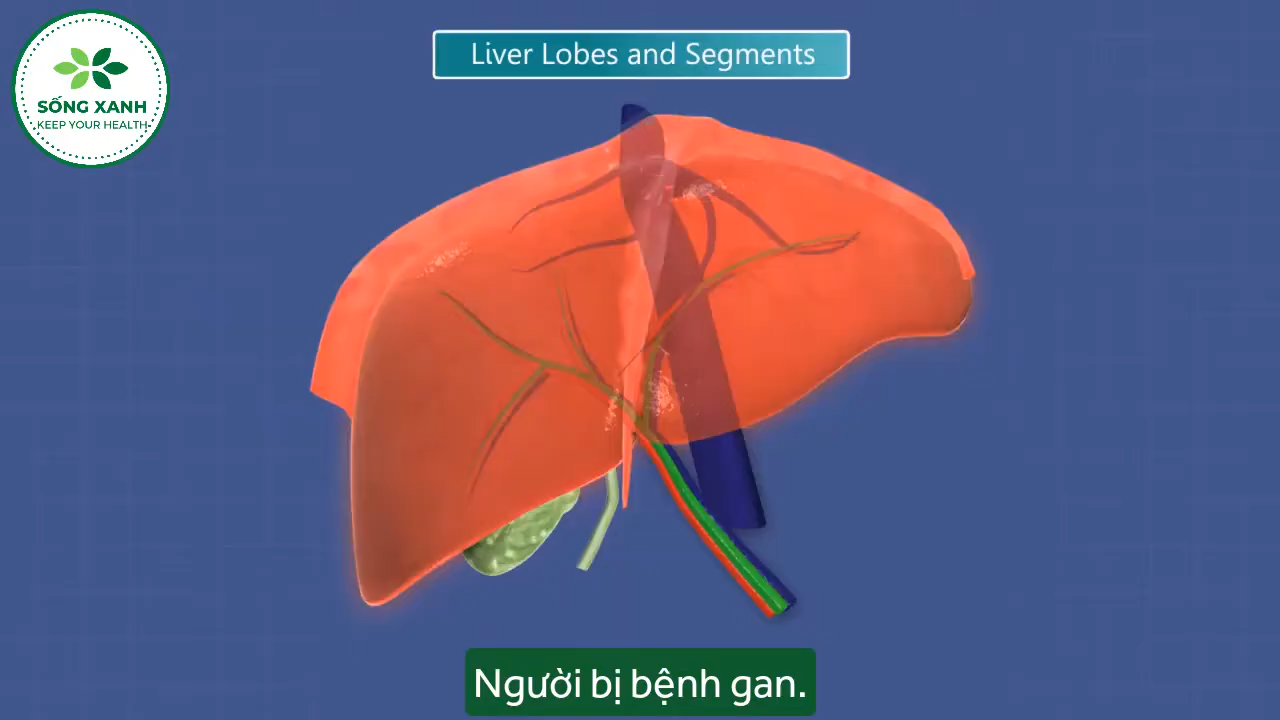 Liver Lobes and Segments
SỐNG XANH
KEEP YOUR HEALTH
Người bị bệnh gan.